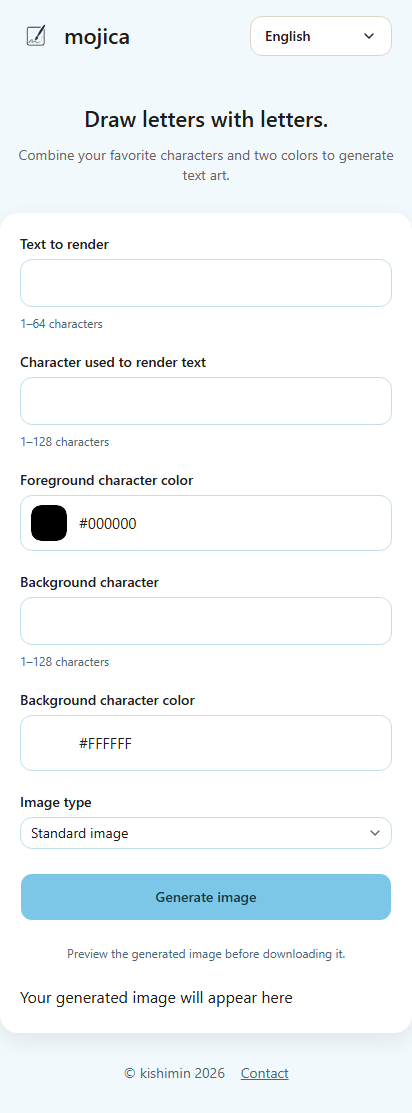 mojica
English
Draw letters with letters.
Combine your favorite characters and two colors to generate
text art.
Text to render
1–64 characters
Character used to render text
1–128 characters
Foreground character color
#000000
Background character
1–128 characters
Background character color
#FFFFFF
Image type
Standard image
Generate image
Preview the generated image before downloading it.
Your generated image will appear here
© kishimin 2026 Contact